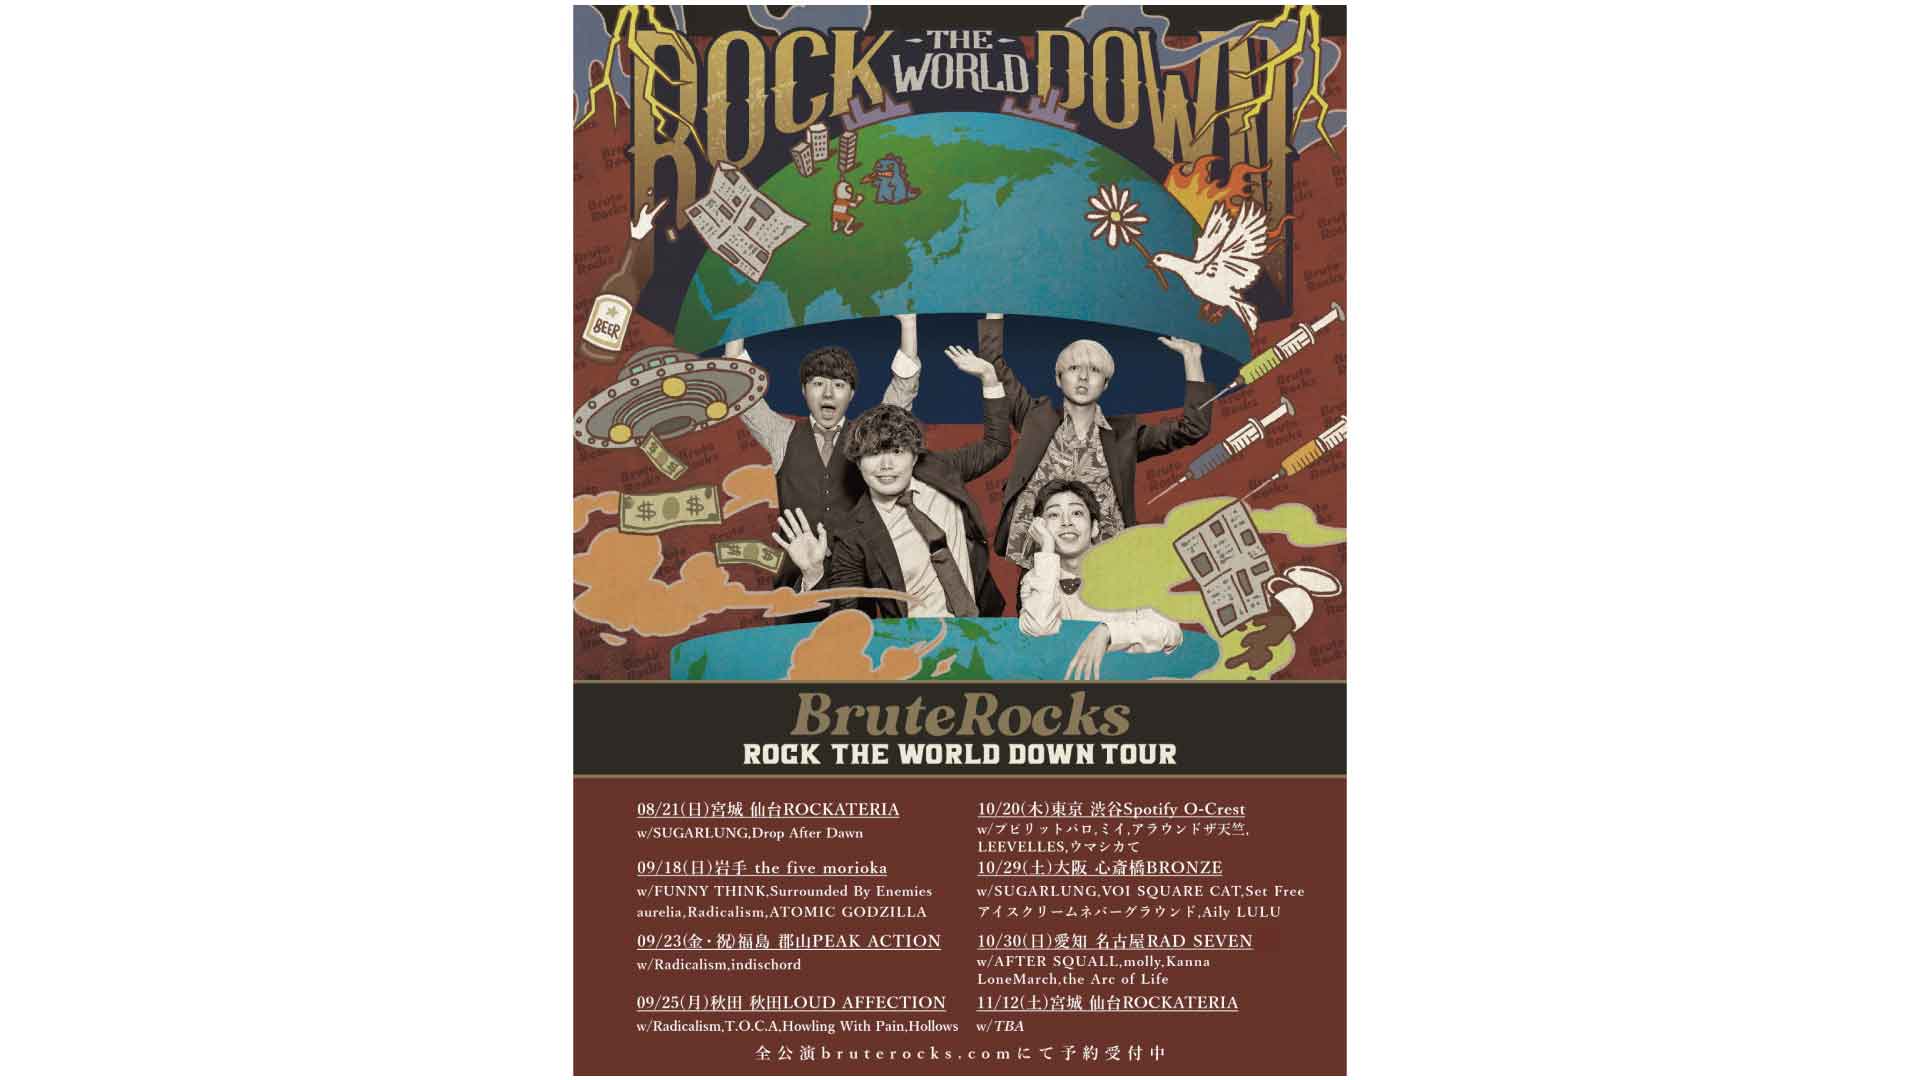 ROCK THE WORLD DOWN
BEER
BruteRocks
ROCK THE WORLD DOWN TOUR
08/21(日)宮城 仙台ROCKATERIA
w/SUGARLUNG,Drop After Dawn
09/18(日)岩手 the five morioka
w/FUNNY THINK,Surrounded By Enemies
aurelia,Radicalism,ATOMIC GODZILLA
09/23(金・祝)福島 郡山PEAK ACTION
w/Radicalism,indischord
09/25(月)秋田 秋田LOUD AFFECTION
w/Radicalism,T.O.C.A,Howling With Pain,Hollows
10/20(木)東京 渋谷Spotify O-Crest
w/プピリットパロ,ミイ,アラウンドザ天竺,
LEEVELLES,ウマシカて
10/29(土)大阪 心斎橋BRONZE
w/SUGARLUNG,VOI SQUARE CAT,Set Free
アイスクリームネバーグラウンド,Aily LULU
10/30(日)愛知 名古屋RAD SEVEN
w/AFTER SQUALL,molly,Kanna
LoneMarch,the Arc of Life
11/12(土)宮城 仙台ROCKATERIA
w/TBA
全公演bruterocks.comにて予約受付中